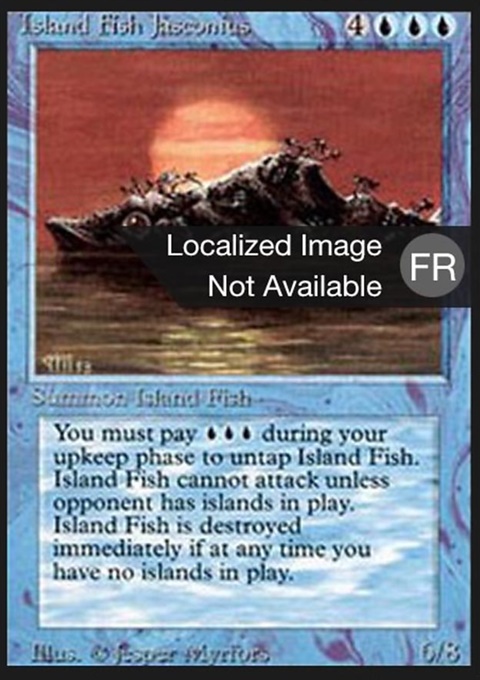 Island Fish Jasconius 4
Localized Image
Not Available
FR
Summon Island Fish
You must pay during your
upkeep phase to untap Island Fish.
Island Fish cannot attack unless
opponent has islands in play.
Island Fish is destroyed
immediately if at any time you
have no islands in play.
Illus. © Jesper Myrfors 6/8